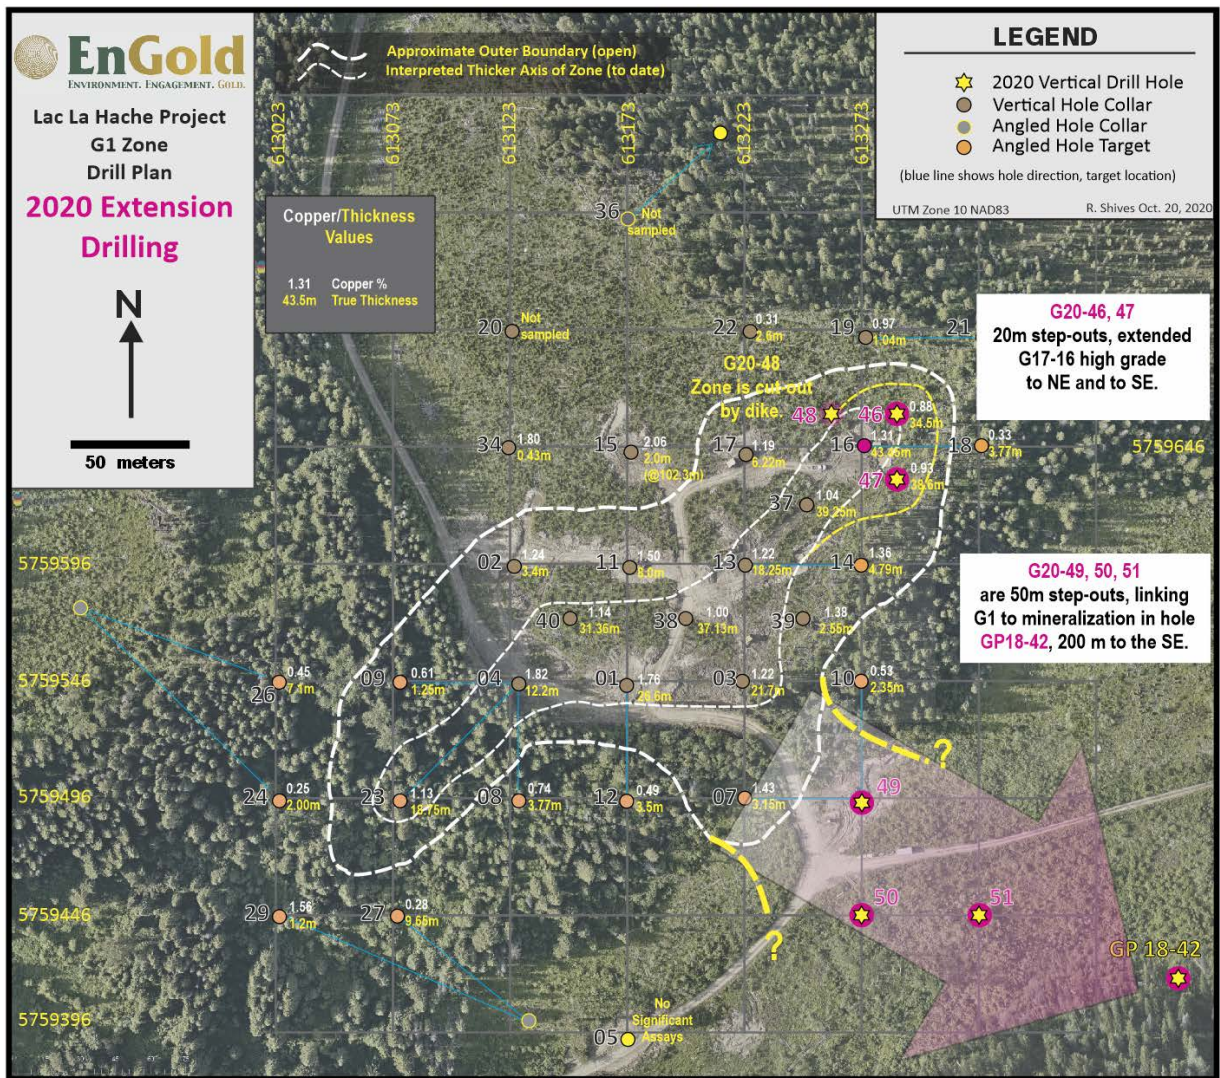 EnGold
ENVIRONMENT. ENGAGEMENT. GOLD.
Lac La Hache Project
G1 Zone
Drill Plan
2020 Extension
Drilling
N
50 meters
Approximate Outer Boundary (open)
Interpreted Thicker Axis of Zone (to date)
LEGEND
2020 Vertical Drill Hole
Vertical Hole Collar
Angled Hole Collar
Angled Hole Target
(blue line shows hole direction, target location)
UTM Zone 10 NAD83
R. Shives Oct. 20, 2020
613023
613073
613123
613173
613223
613273
Copper/Thickness
Values
1.31 Copper %
43.5m True Thickness
36
Not
sampled
20
Not
sampled
22
0.31
2.6m
19
0.97
1.04m
21
G20-46, 47
20m step-outs, extended
G17-16 high grade
to NE and to SE.
G20-48
Zone is cut out
by dike.
48
46
0.88
34.5m
34
1.80
0.43m
15
2.06
2.0m
(@102.3m)
17
1.19
6.22m
16
1.31
43.45m
18
0.33
3.77m
5759646
47
0.93
38.6m
37
1.04
39.25m
5759596
02
1.24
3.4m
11
1.50
8.0m
13
1.22
18.25m
14
1.36
4.79m
G20-49, 50, 51
are 50m step-outs, linking
G1 to mineralization in hole
GP18-42, 200 m to the SE.
40
1.14
31.36m
38
1.00
37.13m
39
1.38
2.55m
5759546
26
0.45
7.1m
09
0.61
1.25m
04
1.82
12.2m
01
1.76
26.6m
03
1.22
21.7m
10
0.53
2.35m
?
5759496
24
0.25
2.00m
23
1.13
18.75m
08
0.74
3.77m
12
0.49
3.5m
07
1.43
3.15m
49
5759446
29
1.56
1.2m
27
0.28
9.65m
50
51
?
GP 18-42
5759396
05
No
Significant
Assays